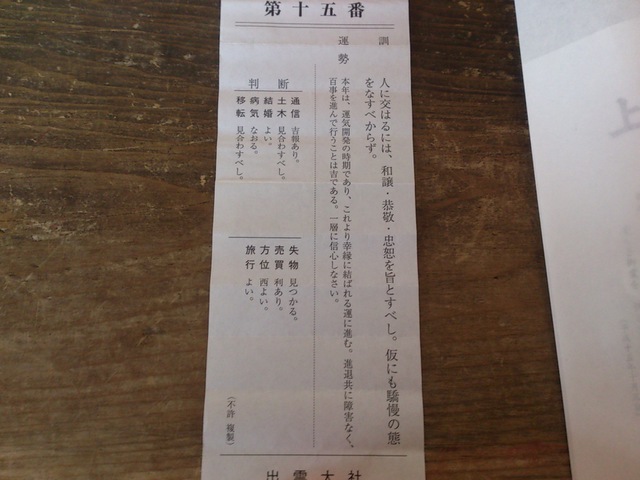 第十五番
訓
人に交はるには、和譲・恭敬・忠恕を旨とすべし。仮にも驕慢の態
をなすべからず。
運勢
本年は、運気開発の時期であり、これより幸縁に結ばれる運に進む。進退共に障害なく、
百事を進んで行うことは吉である。一層に信心しなさい。
判断
通信 吉報あり。
土木 見合わすべし。
結婚 よい。
病気 なおる。
移転 見合わすべし。
失物 見つかる。
売買 利あり。
方位 西よい。
旅行 よい。
(不許複製)
出雲大社
上